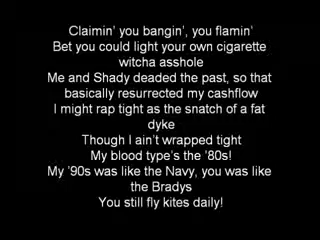 Claimin' you bangin', you flamin'
Bet you could light your own cigarette
witcha asshole
Me and Shady deaded the past, so that
basically resurrected my cashflow
I might rap tight as the snatch of a fat
dyke
Though I ain't wrapped tight
My blood type's the '80s!
My '90s was like the Navy, you was like
the Bradys
You still fly kites daily!